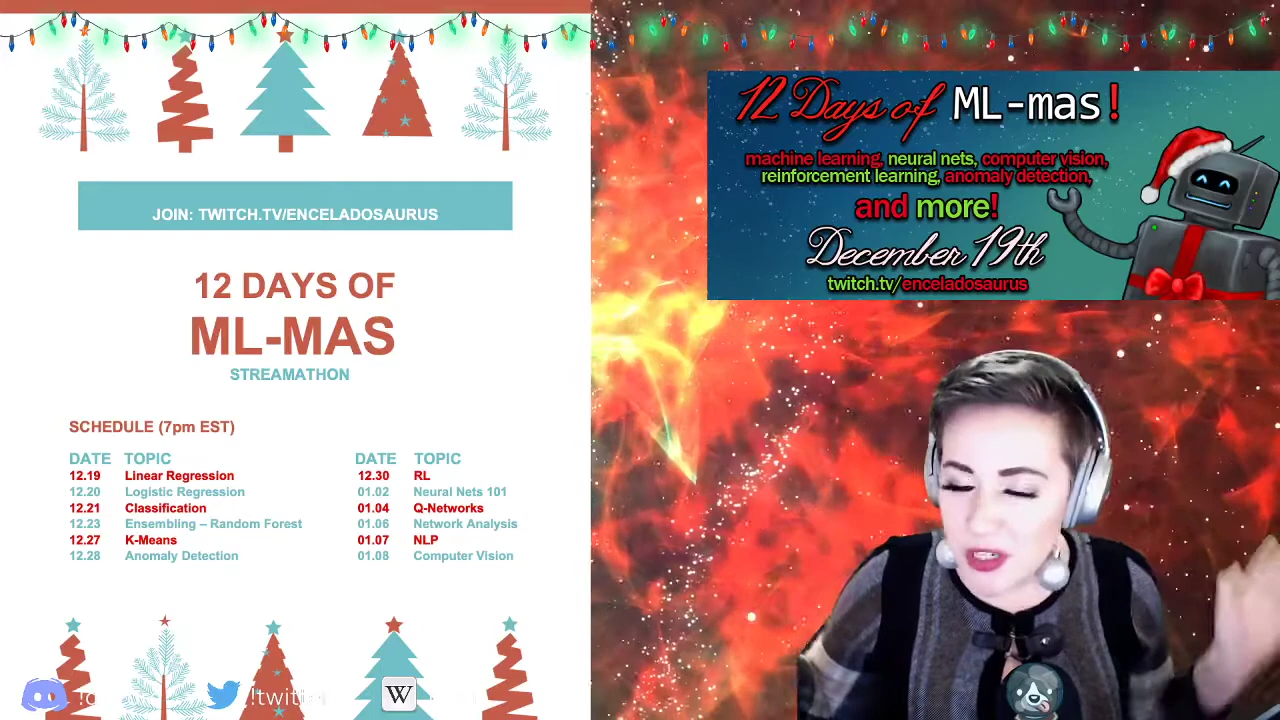 JOIN: TWITCH.TV/ENCELADOSAURUS
12 DAYS OF
ML-MAS
STREAMATHON
SCHEDULE (7pm EST)
DATE TOPIC
12.19 Linear Regression
12.20 Logistic Regression
12.21 Classification
12.23 Ensembling – Random Forest
12.27 K-Means
12.28 Anomaly Detection
DATE TOPIC
12.30 RL
01.02 Neural Nets 101
01.04 Q-Networks
01.06 Network Analysis
01.07 NLP
01.08 Computer Vision
W
12 Days of ML-mas!
machine learning, neural nets, computer vision,
reinforcement learning, anomaly detection,
and more!
December 19th
twitch.tv/enceladosaurus